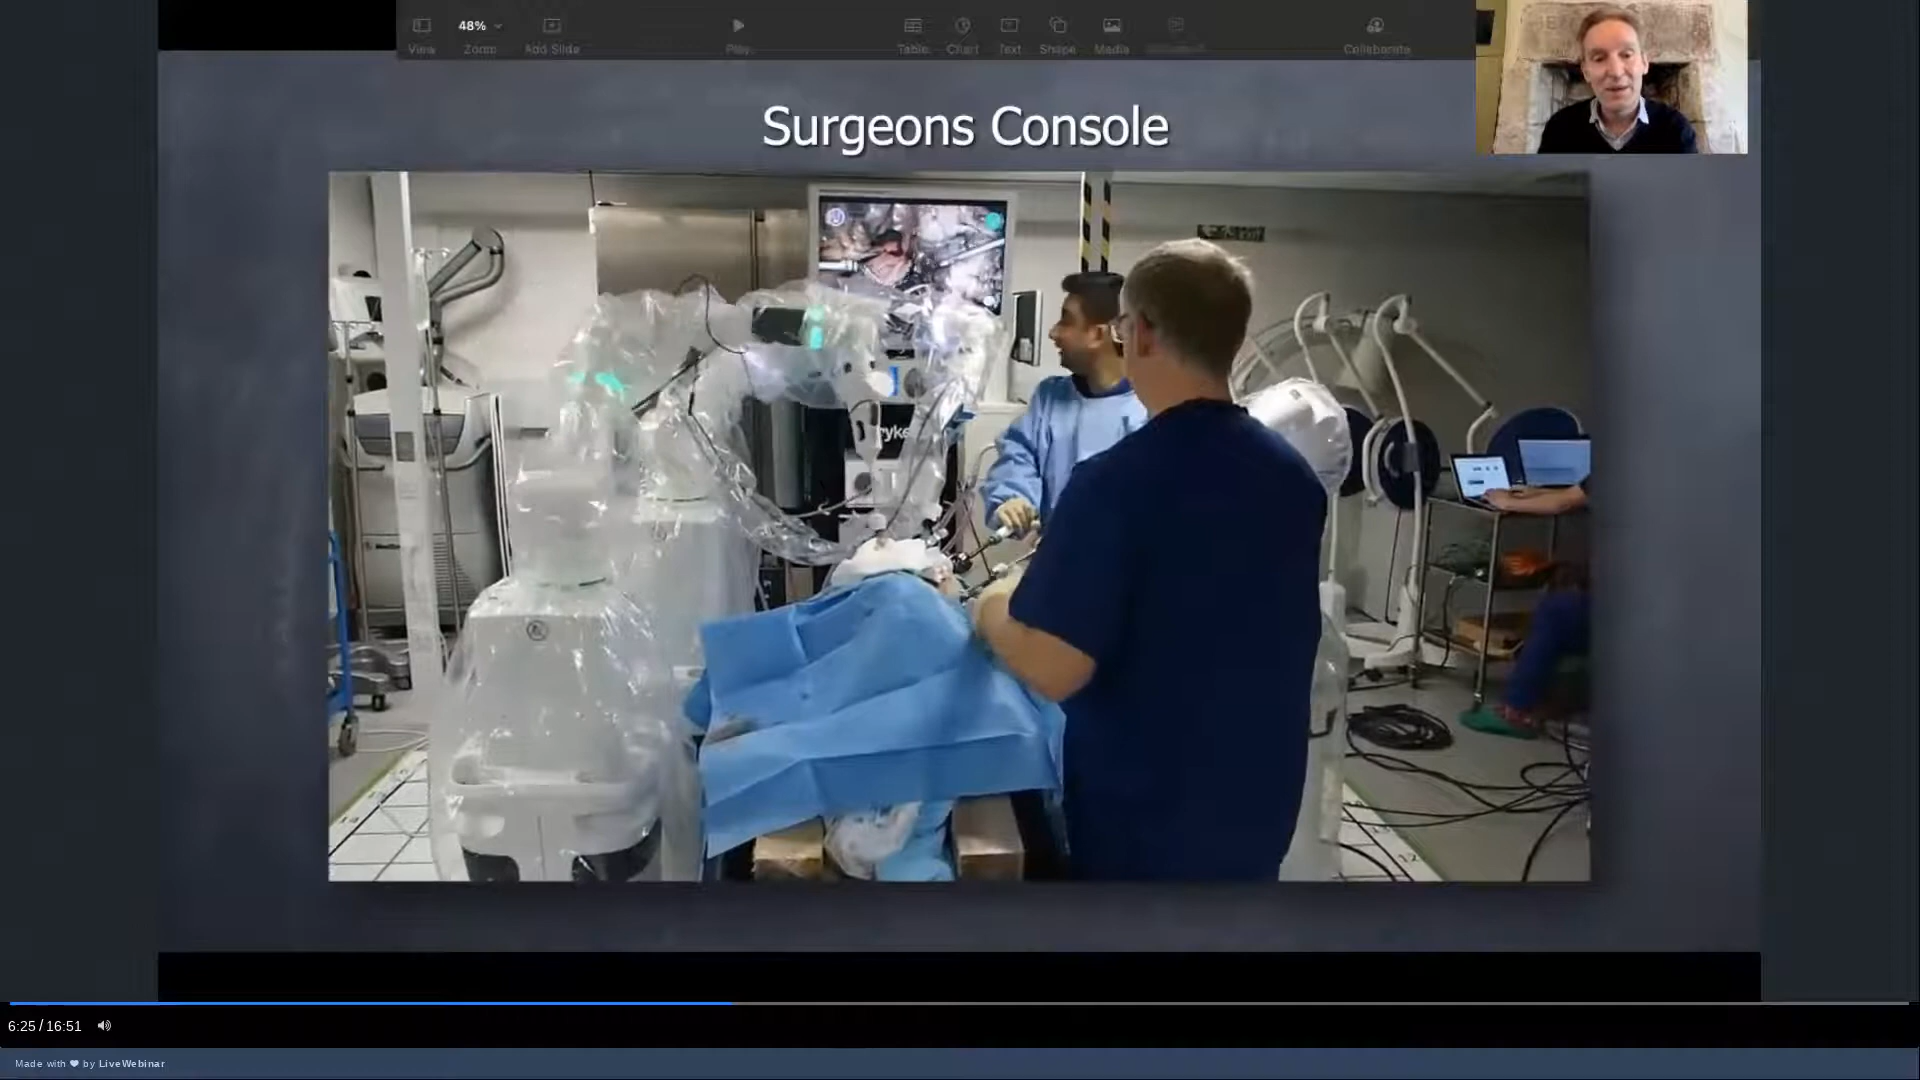 48%
View
Zoom
Add Slide
Play
Table
Chart
Text
Shape
Media
Collaborate
Surgeons Console
6:25 / 16:51
Made with ❤ by LiveWebinar